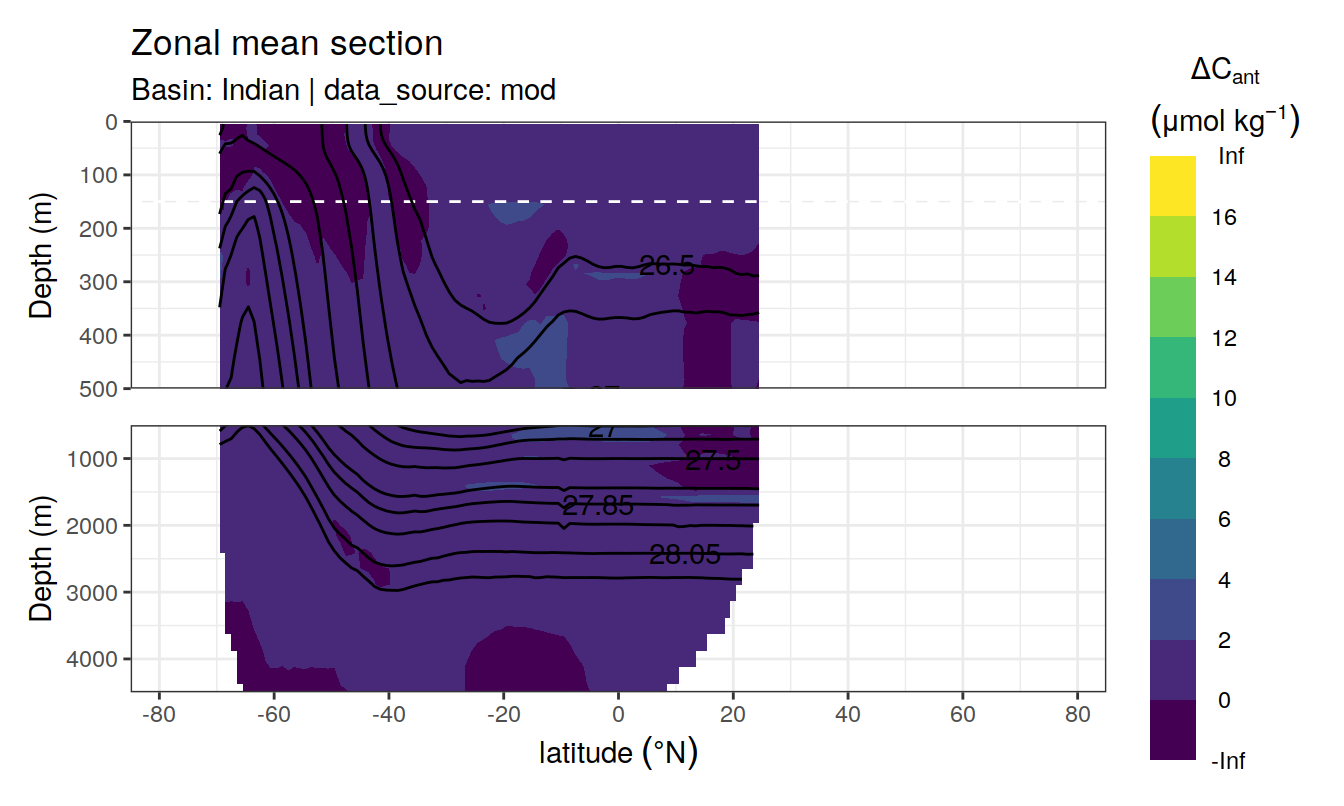 Zonal mean section
Basin: Indian | data_source: mod
ΔCant
(μmol kg⁻¹)
Inf
16
14
12
10
8
6
4
2
0
-Inf
Depth (m)
0
100
200
300
400
500
26.5
27
Depth (m)
1000
2000
3000
4000
27
27.5
27.85
28.05
-80 -60 -40 -20 0 20 40 60 80
latitude (°N)